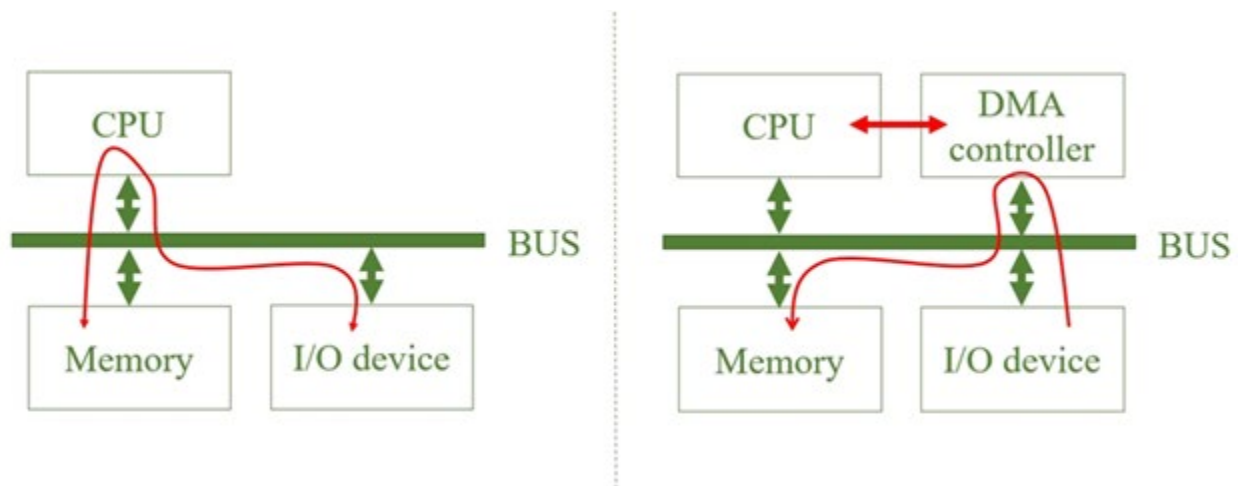 CPU
BUS
Memory
I/O device
CPU
DMA
controller
BUS
Memory
I/O device